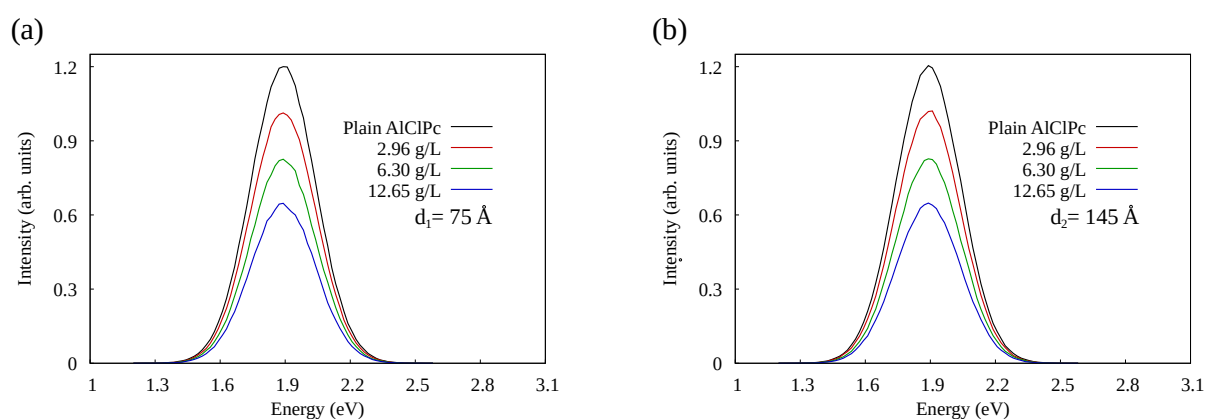 (a)
Intensity (arb. units)
1.2
0.9
0.6
0.3
0
1 1.3 1.6 1.9 2.2 2.5 2.8 3.1
Energy (eV)
Plain AlClPc
2.96 g/L
6.30 g/L
12.65 g/L
d₁= 75 Å
(b)
Intensity (arb. units)
1.2
0.9
0.6
0.3
0
1 1.3 1.6 1.9 2.2 2.5 2.8 3.1
Energy (eV)
Plain AlClPc
2.96 g/L
6.30 g/L
12.65 g/L
d₂= 145 Å